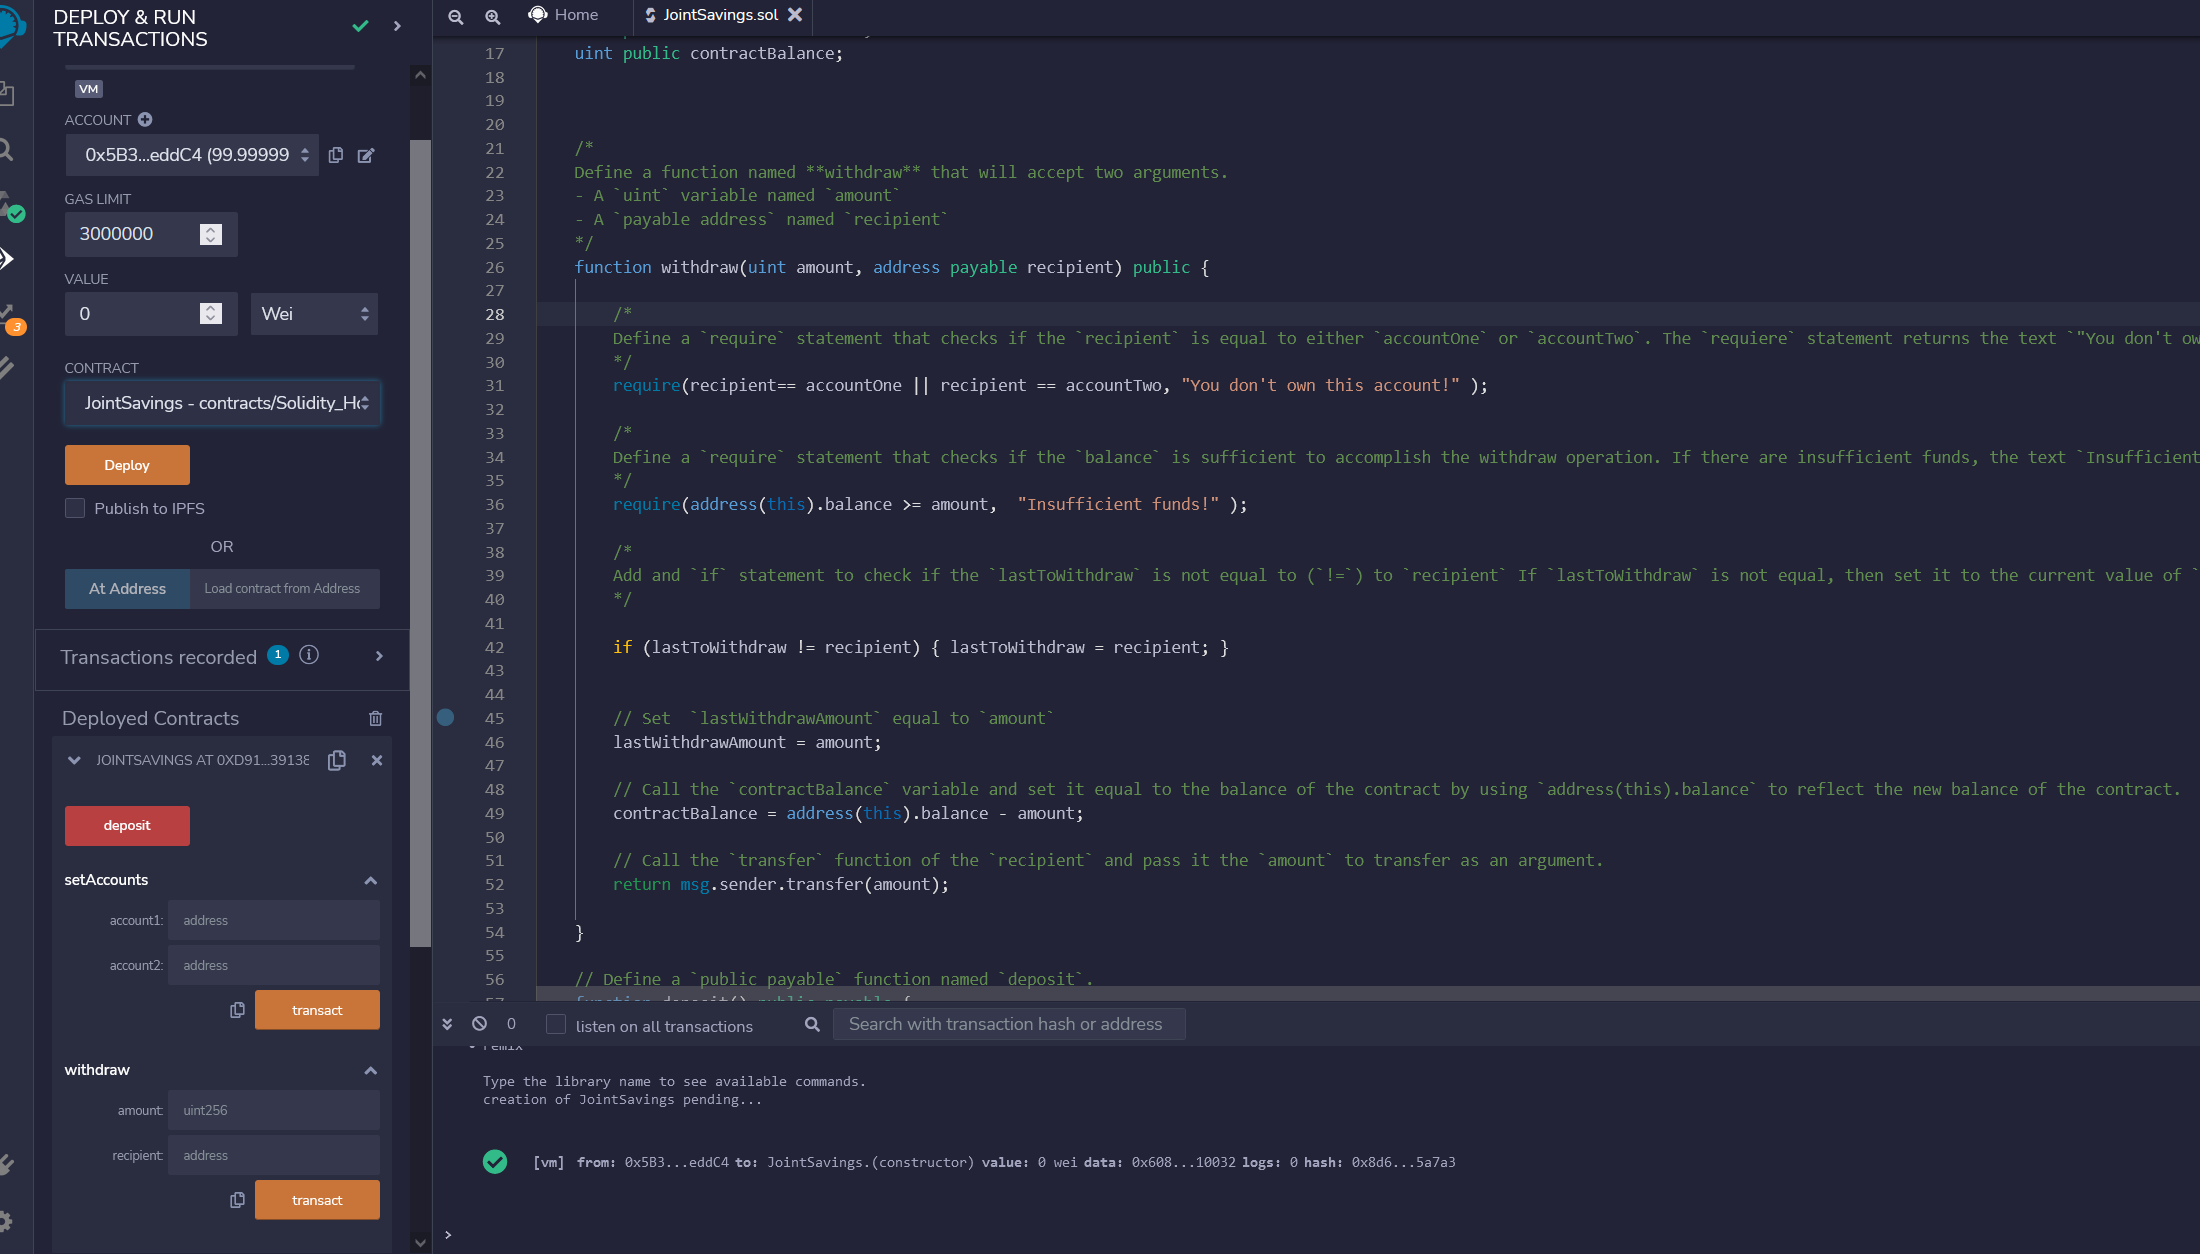 DEPLOY & RUN
TRANSACTIONS
VM
ACCOUNT
0x5B3...eddC4 (99.99999
GAS LIMIT
3000000
VALUE
0
Wei
CONTRACT
JointSavings - contracts/Solidity_Ho
Deploy
Publish to IPFS
OR
At Address
Load contract from Address
Transactions recorded 1
Deployed Contracts
JOINTSAVINGS AT 0XD91...39138
deposit
setAccounts
account1: address
account2: address
transact
withdraw
amount: uint256
recipient: address
transact
3
Home
JointSavings.sol
17 uint public contractBalance;
18
19
20
21 /*
22 Define a function named **withdraw** that will accept two arguments.
23 - A `uint` variable named `amount`
24 - A `payable address` named `recipient`
25 */
26 function withdraw(uint amount, address payable recipient) public {
27
28 /*
29 Define a `require` statement that checks if the `recipient` is equal to either `accountOne` or `accountTwo`. The `requiere` statement returns the text `"You don't ow
30 */
31 require(recipient== accountOne || recipient == accountTwo, "You don't own this account!" );
32
33 /*
34 Define a `require` statement that checks if the `balance` is sufficient to accomplish the withdraw operation. If there are insufficient funds, the text `Insufficient
35 */
36 require(address(this).balance >= amount,  "Insufficient funds!" );
37
38 /*
39 Add and `if` statement to check if the `lastToWithdraw` is not equal to (`!=`) to `recipient` If `lastToWithdraw` is not equal, then set it to the current value of `
40 */
41
42 if (lastToWithdraw != recipient) { lastToWithdraw = recipient; }
43
44
45 // Set  `lastWithdrawAmount` equal to `amount`
46 lastWithdrawAmount = amount;
47
48 // Call the `contractBalance` variable and set it equal to the balance of the contract by using `address(this).balance` to reflect the new balance of the contract.
49 contractBalance = address(this).balance - amount;
50
51 // Call the `transfer` function of the `recipient` and pass it the `amount` to transfer as an argument.
52 return msg.sender.transfer(amount);
53
54 }
55
56 // Define a `public payable` function named `deposit`.
57 function deposit() public payable {
0
listen on all transactions
Search with transaction hash or address
remix
Type the library name to see available commands.
creation of JointSavings pending...
[vm] from: 0x5B3...eddC4 to: JointSavings.(constructor) value: 0 wei data: 0x608...10032 logs: 0 hash: 0x8d6...5a7a3
>